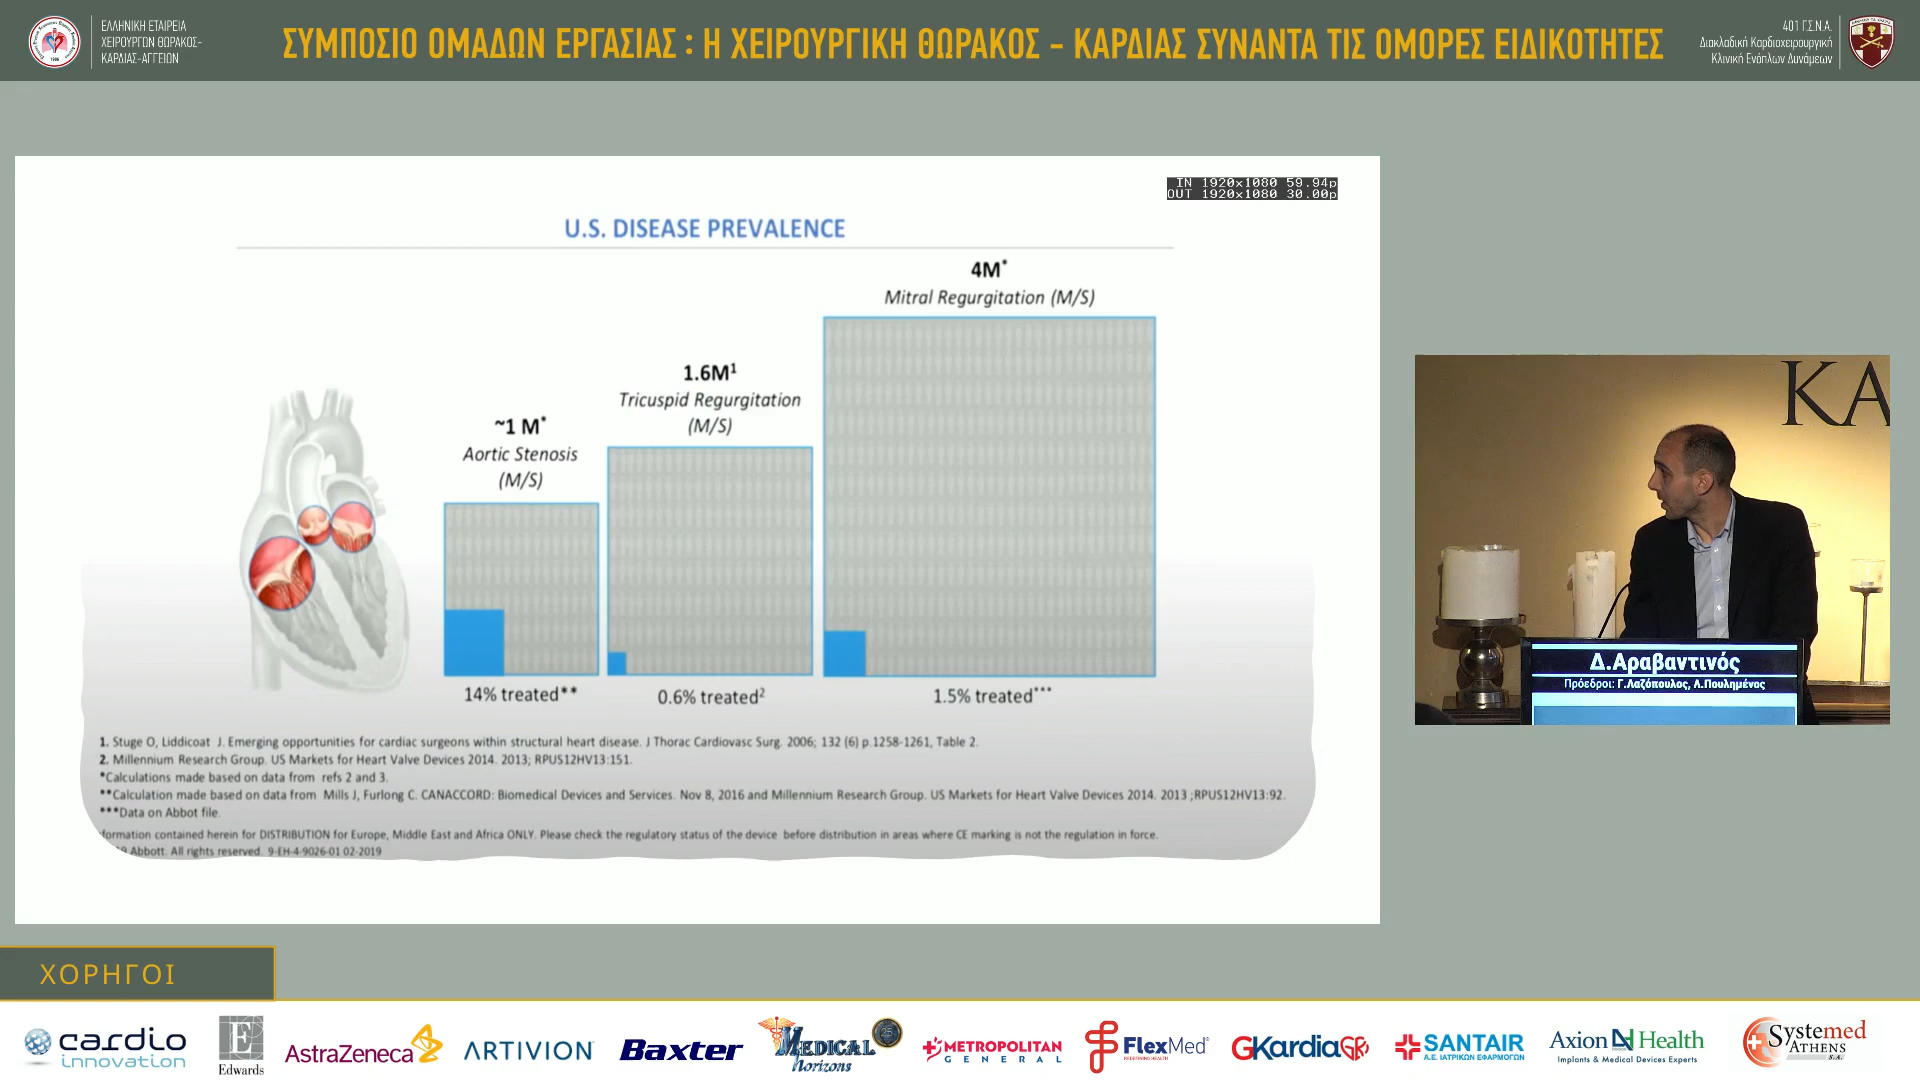 ΕΛΛΗΝΙΚΗ ΕΤΑΙΡΕΙΑ
ΧΕΙΡΟΥΡΓΩΝ ΘΩΡΑΚΟΣ-
ΚΑΡΔΙΑΣ-ΑΓΓΕΙΩΝ
ΣΥΜΠΟΣΙΟ ΟΜΑΔΩΝ ΕΡΓΑΣΙΑΣ : Η ΧΕΙΡΟΥΡΓΙΚΗ ΘΩΡΑΚΟΣ - ΚΑΡΔΙΑΣ ΣΥΝΑΝΤΑ ΤΙΣ ΟΜΟΡΕΣ ΕΙΔΙΚΟΤΗΤΕΣ
401 Γ.Σ.Ν.Α.
Διακλαδική Καρδιοχειρουργική
Κλινική Ενόπλων Δυνάμεων
IN 1920x1080 59.94p
OUT 1920x1080 30.00p
U.S. DISEASE PREVALENCE
4M*
Mitral Regurgitation (M/S)
1.6M1
Tricuspid Regurgitation
(M/S)
~1 M*
Aortic Stenosis
(M/S)
14% treated**
0.6% treated2
1.5% treated***
1. Stuge O, Liddicoat J. Emerging opportunities for cardiac surgeons within structural heart disease. J Thorac Cardiovasc Surg. 2006; 132 (6) p.1258-1261, Table 2.
2. Millennium Research Group. US Markets for Heart Valve Devices 2014. 2013; RPUS12HV13:151.
*Calculations made based on data from refs 2 and 3.
**Calculation made based on data from Mills J, Furlong C. CANACCORD: Biomedical Devices and Services. Nov 8, 2016 and Millennium Research Group. US Markets for Heart Valve Devices 2014. 2013 ;RPUS12HV13:92.
***Data on Abbot file.
formation contained herein for DISTRIBUTION for Europe, Middle East and Africa ONLY. Please check the regulatory status of the device before distribution in areas where CE marking is not the regulation in force.
Abbott. All rights reserved. 9-EH-4-9026-01 02-2019
ΚΑ
Δ.Αραβαντινός
Πρόεδροι: Γ.Λαζόπουλος, Λ.Πουλημένος
ΧΟΡΗΓΟΙ
cardio
innovation
E
Edwards
AstraZeneca
ARTIVION
Baxter
MEDICAL
Horizons
25
METROPOLITAN
GENERAL
FlexMed
REDEFINING HEALTH
GKardiaGR
SANTAIR
Α.Ε. ΙΑΤΡΙΚΩΝ ΕΦΑΡΜΟΓΩΝ
Axion Health
Implants & Medical Devices Experts
Systemed
ATHENS
S.A.